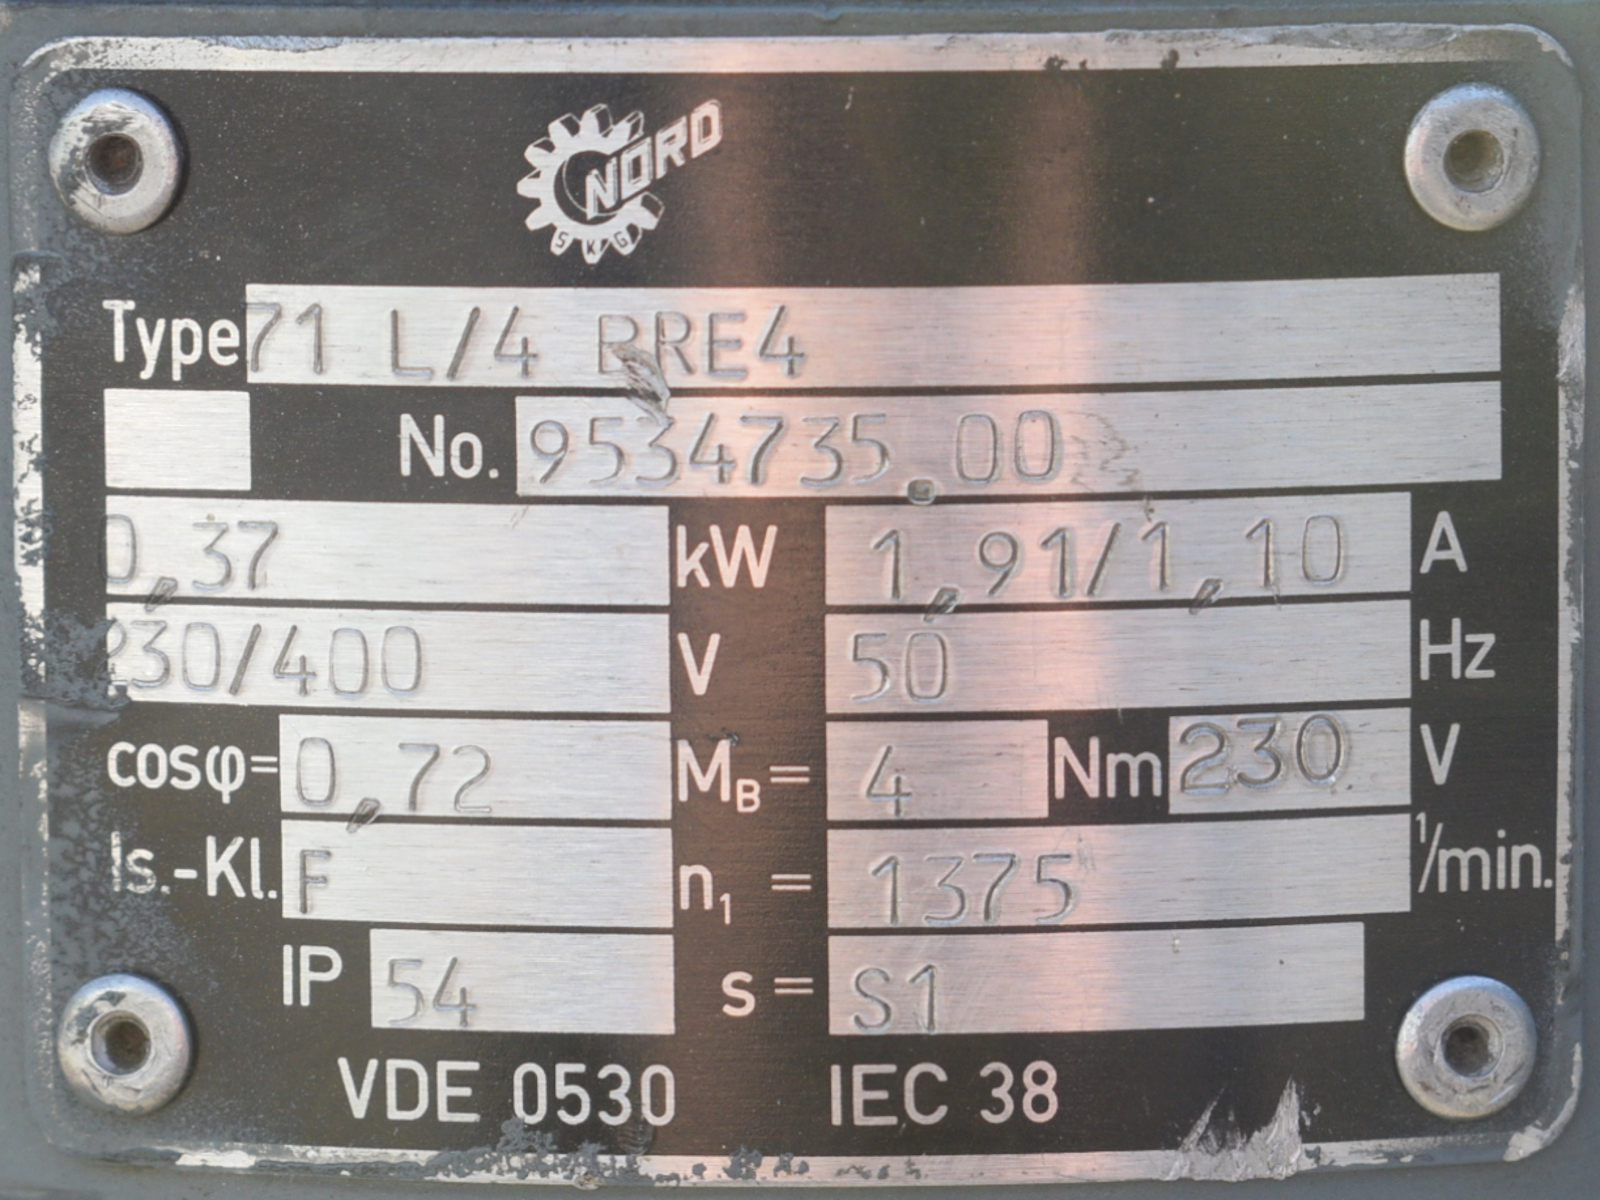 NORD
SKG
Type 71 L/4 BRE4
No. 9534735.00
0,37 kW 1,91/1,10 A
230/400 V 50 Hz
cosφ= 0,72 MB= 4 Nm 230 V
Is.-Kl. F n1 = 1375 1/min.
IP 54 s = S1
VDE 0530 IEC 38